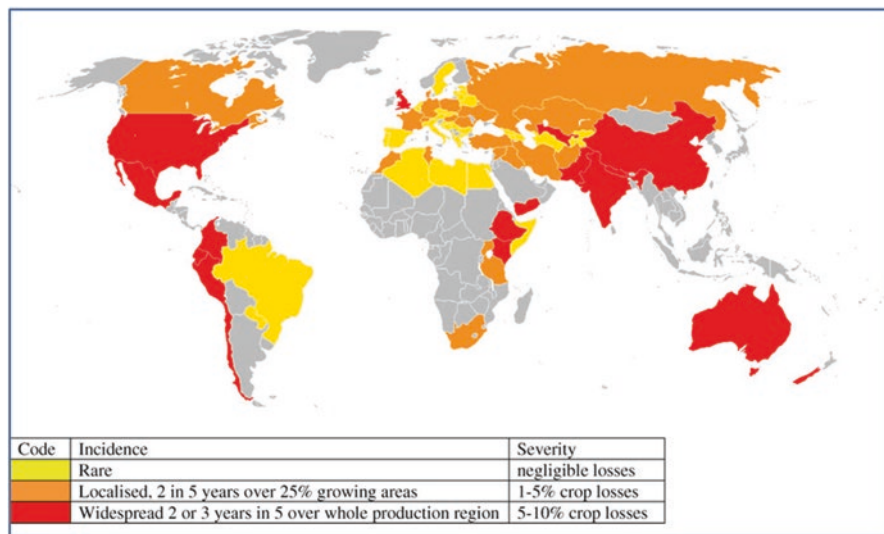 Code Incidence Severity
Rare negligible losses
Localised, 2 in 5 years over 25% growing areas 1-5% crop losses
Widespread 2 or 3 years in 5 over whole production region 5-10% crop losses